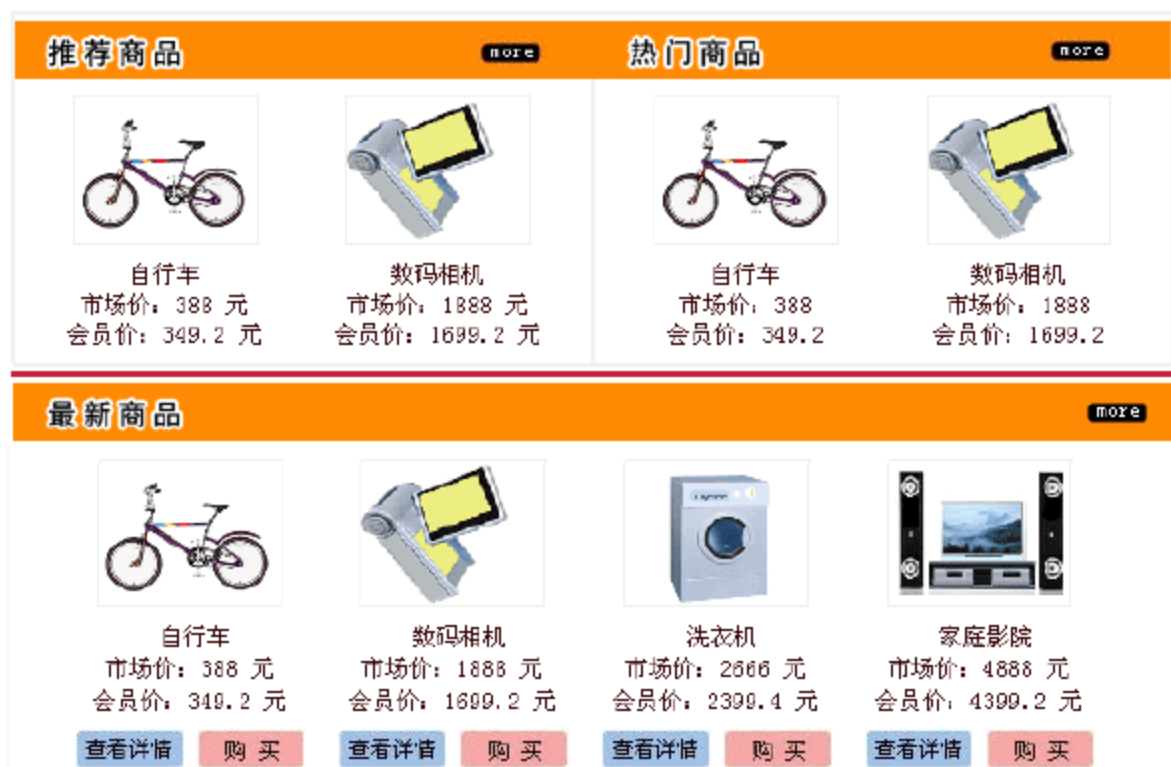 推荐商品 more 热门商品 more
自行车 数码相机 自行车 数码相机
市场价：388 元 市场价：1888 元 市场价：388 市场价：1888
会员价：349.2 元 会员价：1699.2 元 会员价：349.2 会员价：1699.2
最新商品 more
自行车 数码相机 洗衣机 家庭影院
市场价：388 元 市场价：1888 元 市场价：2666 元 市场价：4888 元
会员价：349.2 元 会员价：1699.2 元 会员价：2399.4 元 会员价：4399.2 元
查看详情 购 买 查看详情 购 买 查看详情 购 买 查看详情 购 买